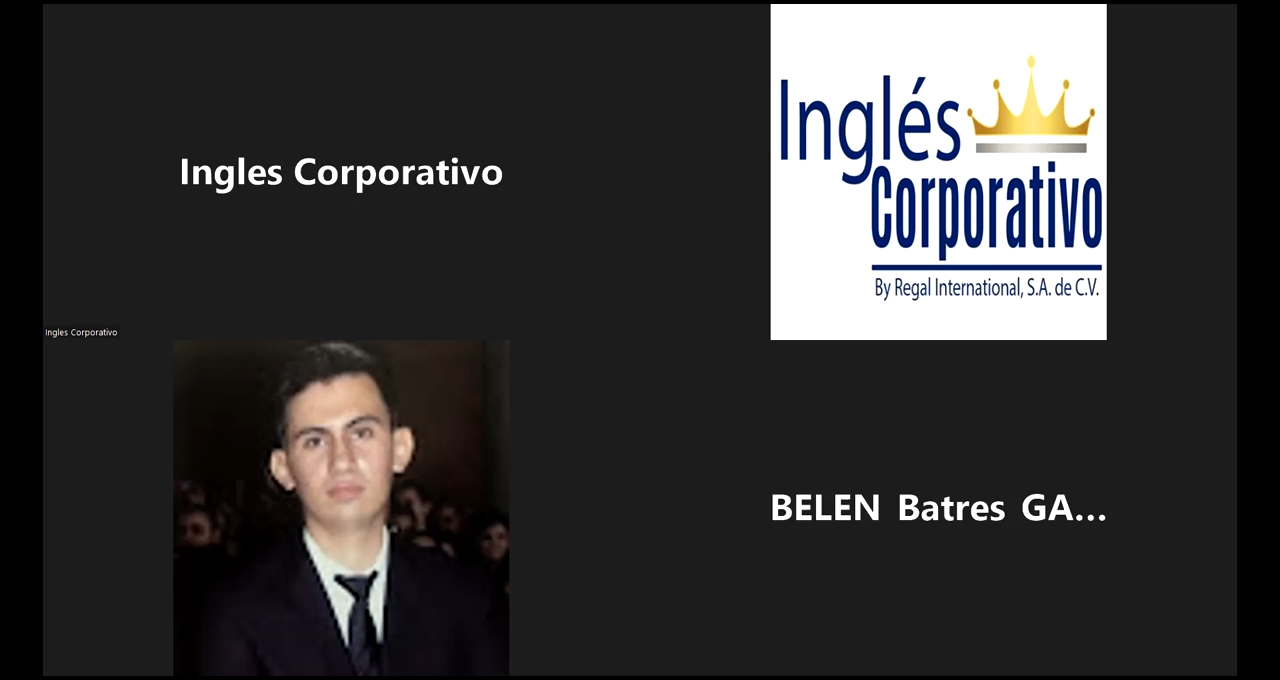 Ingles Corporativo
Inglés
Corporativo
By Regal International, S.A. de C.V.
Ingles Corporativo
BELEN Batres GA...